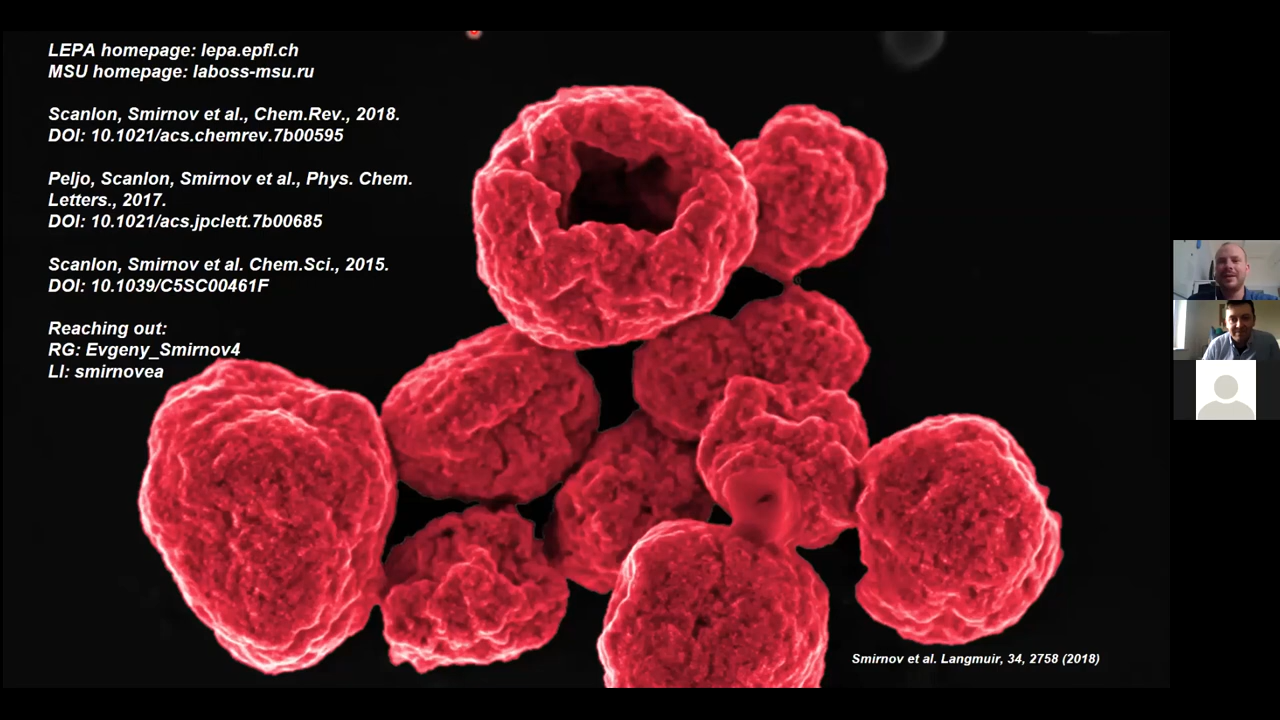 LEPA homepage: lepa.epfl.ch
MSU homepage: laboss-msu.ru
Scanlon, Smirnov et al., Chem.Rev., 2018.
DOI: 10.1021/acs.chemrev.7b00595
Peljo, Scanlon, Smirnov et al., Phys. Chem.
Letters., 2017.
DOI: 10.1021/acs.jpclett.7b00685
Scanlon, Smirnov et al. Chem.Sci., 2015.
DOI: 10.1039/C5SC00461F
Reaching out:
RG: Evgeny_Smirnov4
LI: smirnovea
Smirnov et al. Langmuir, 34, 2758 (2018)